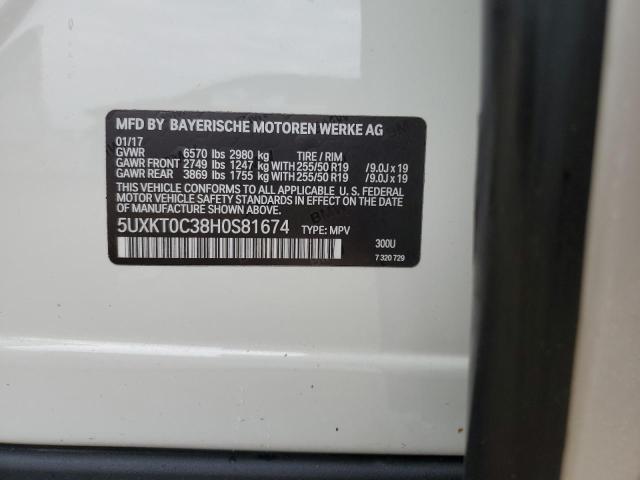 MFD BY BAYERISCHE MOTOREN WERKE AG
01/17
GVWR 6570 lbs 2980 kg TIRE / RIM
GAWR FRONT 2749 lbs 1247 kg WITH 255/50 R19 /9.0J x 19
GAWR REAR 3869 lbs 1755 kg WITH 255/50 R19 /9.0J x 19
THIS VEHICLE CONFORMS TO ALL APPLICABLE U. S. FEDERAL
MOTOR VEHICLE SAFETY STANDARDS IN EFFECT ON THE
DATE OF MANUFACTURE SHOWN ABOVE.
5UXKT0C38H0S81674 TYPE: MPV
300U
7 320 729